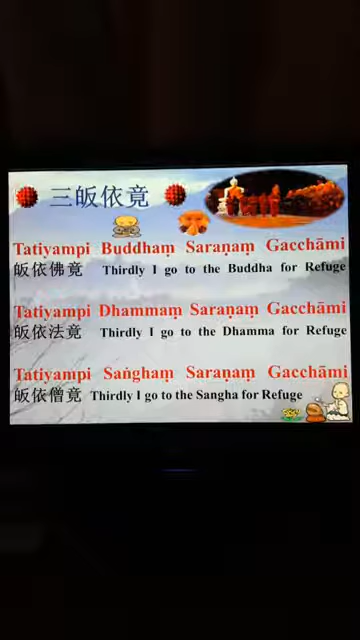 三皈依竟
Tatiyampi Buddhaṃ Saraṇaṃ Gacchāmi
皈依佛竟 Thirdly I go to the Buddha for Refuge
Tatiyampi Dhammaṃ Saraṇaṃ Gacchāmi
皈依法竟 Thirdly I go to the Dhamma for Refuge
Tatiyampi Saṅghaṃ Saraṇaṃ Gacchāmi
皈依僧竟 Thirdly I go to the Sangha for Refuge